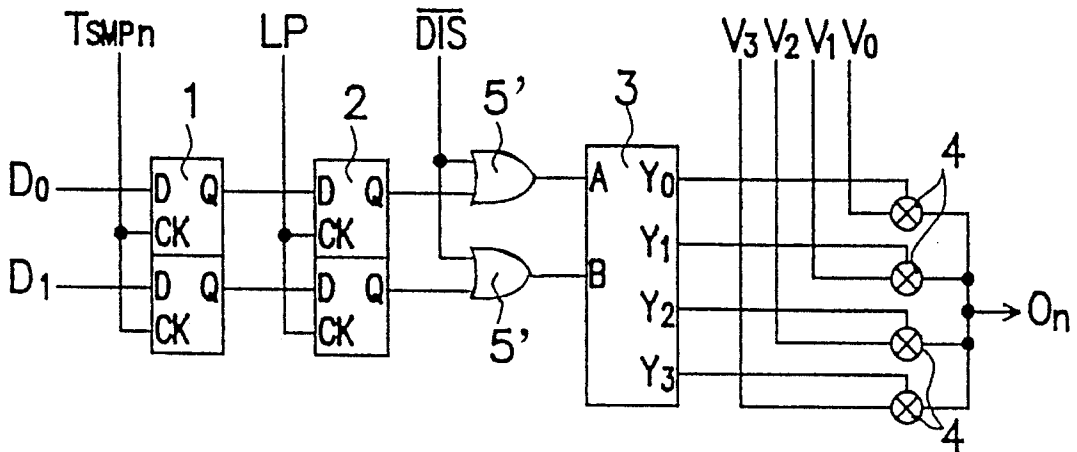 TSMPn LP D̅I̅S̅ V3 V2 V1 V0
1 2 5' 3 4
D0 D Q D Q A Y0
CK CK
Y1
D1 D Q D Q B
CK CK 5' Y2 On
Y3
4